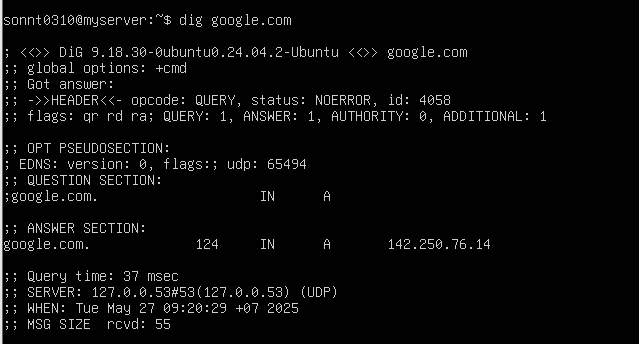 sonnt0310@myserver:~$ dig google.com
; <<>> DiG 9.18.30-0ubuntu0.24.04.2-Ubuntu <<>> google.com
;; global options: +cmd
;; Got answer:
;; ->>HEADER<<- opcode: QUERY, status: NOERROR, id: 4058
;; flags: qr rd ra; QUERY: 1, ANSWER: 1, AUTHORITY: 0, ADDITIONAL: 1
;; OPT PSEUDOSECTION:
; EDNS: version: 0, flags:; udp: 65494
;; QUESTION SECTION:
;google.com. IN A
;; ANSWER SECTION:
google.com. 124 IN A 142.250.76.14
;; Query time: 37 msec
;; SERVER: 127.0.0.53#53(127.0.0.53) (UDP)
;; WHEN: Tue May 27 09:20:29 +07 2025
;; MSG SIZE rcvd: 55